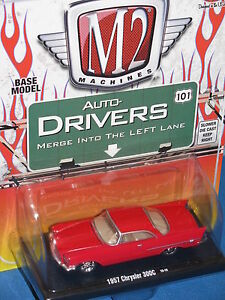 M2
MACHINES
BASE
MODEL
AUTO-
DRIVERS
101
MERGE INTO THE LEFT LANE
SLOWER
DIE CAST
KEEP
RIGHT
1957 Chrysler 300C